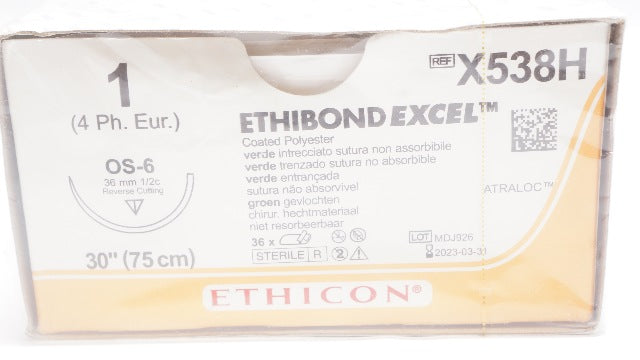 1
(4 Ph. Eur.)
OS-6
36 mm 1/2c
Reverse Cutting
30" (75 cm)
REF X538H
ETHIBOND EXCEL™
Coated Polyester
verde intrecciato sutura non assorbibile
verde trenzado sutura no absorbible
verde entrançada
sutura não absorvivel
groen gevlochten
chirur. hechtmateriaal
niet resorbeerbaar
ATRALOC™
36 x
STERILE R
LOT MDJ926
2023-03-31
ETHICON®